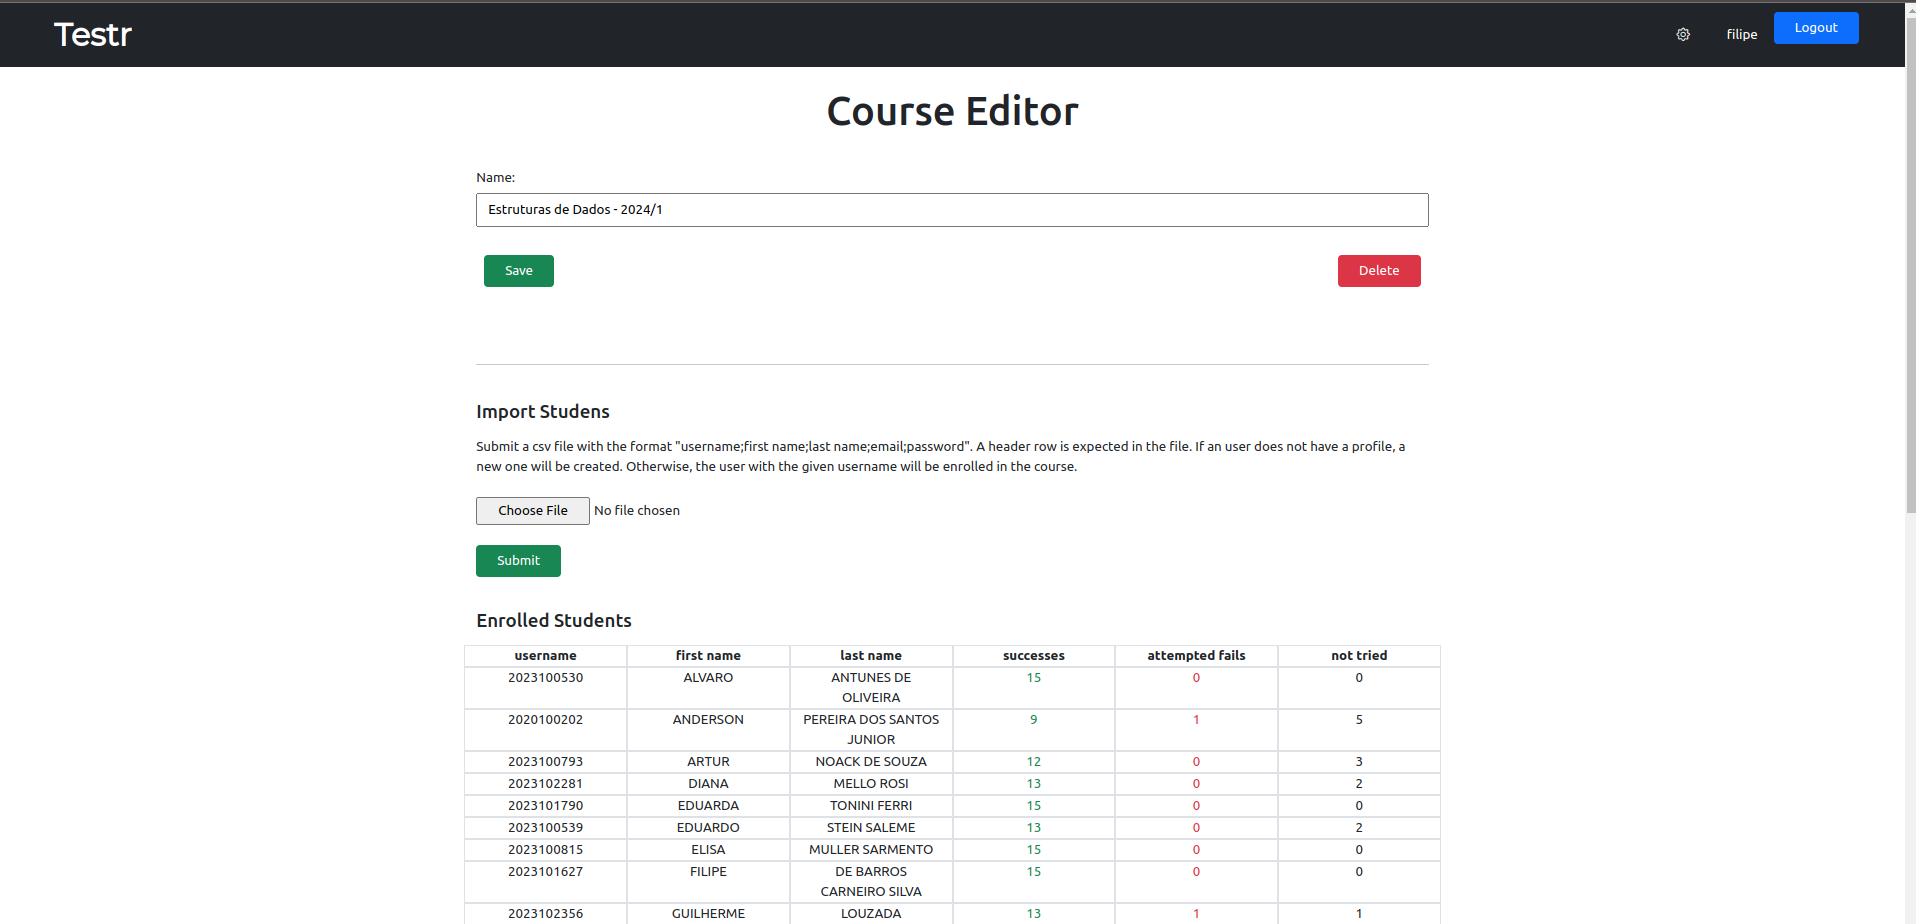 Testr
filipe
Logout
Course Editor
Name:
Estruturas de Dados - 2024/1
Save
Delete
Import Studens
Submit a csv file with the format "username;first name;last name;email;password". A header row is expected in the file. If an user does not have a profile, a
new one will be created. Otherwise, the user with the given username will be enrolled in the course.
Choose File No file chosen
Submit
Enrolled Students
username first name last name successes attempted fails not tried
2023100530 ALVARO ANTUNES DE 15 0 0
OLIVEIRA
2020100202 ANDERSON PEREIRA DOS SANTOS 9 1 5
JUNIOR
2023100793 ARTUR NOACK DE SOUZA 12 0 3
2023102281 DIANA MELLO ROSI 13 0 2
2023101790 EDUARDA TONINI FERRI 15 0 0
2023100539 EDUARDO STEIN SALEME 13 0 2
2023100815 ELISA MULLER SARMENTO 15 0 0
2023101627 FILIPE DE BARROS 15 0 0
CARNEIRO SILVA
2023102356 GUILHERME LOUZADA 13 1 1